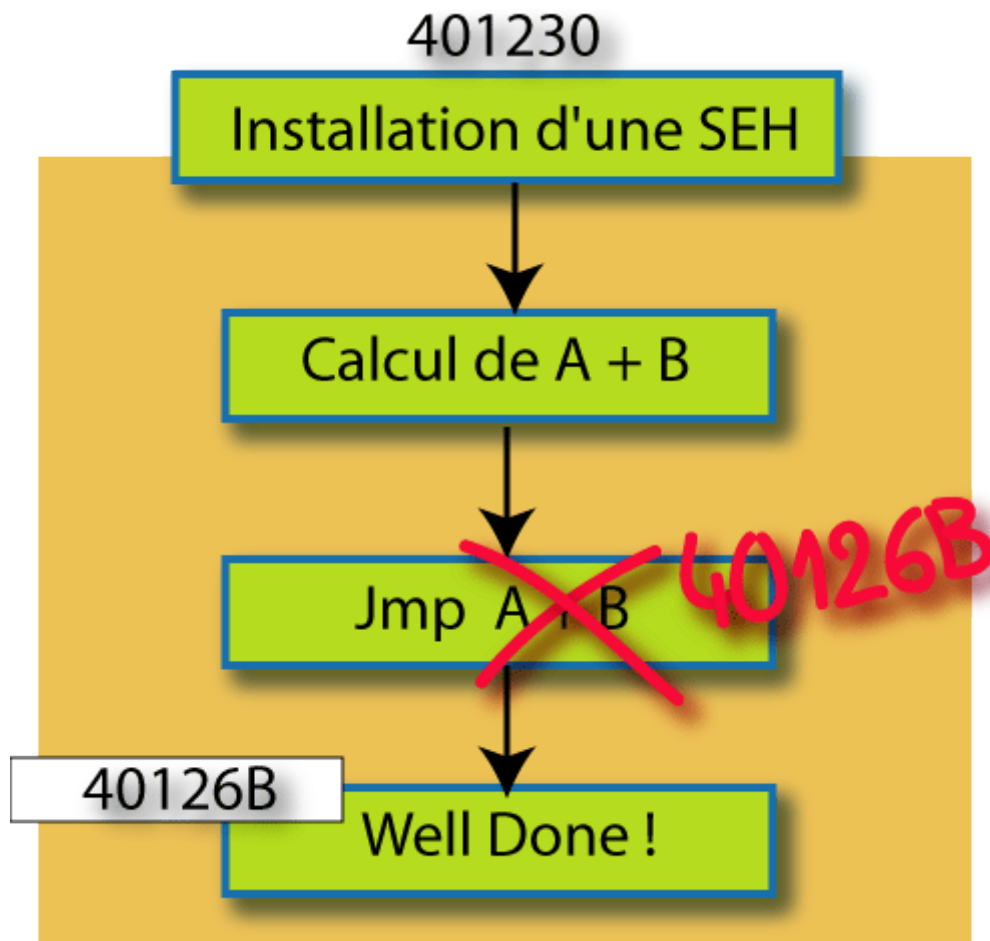 401230
Installation d'une SEH
Calcul de A + B
Jmp A + B
40126B
40126B
Well Done !